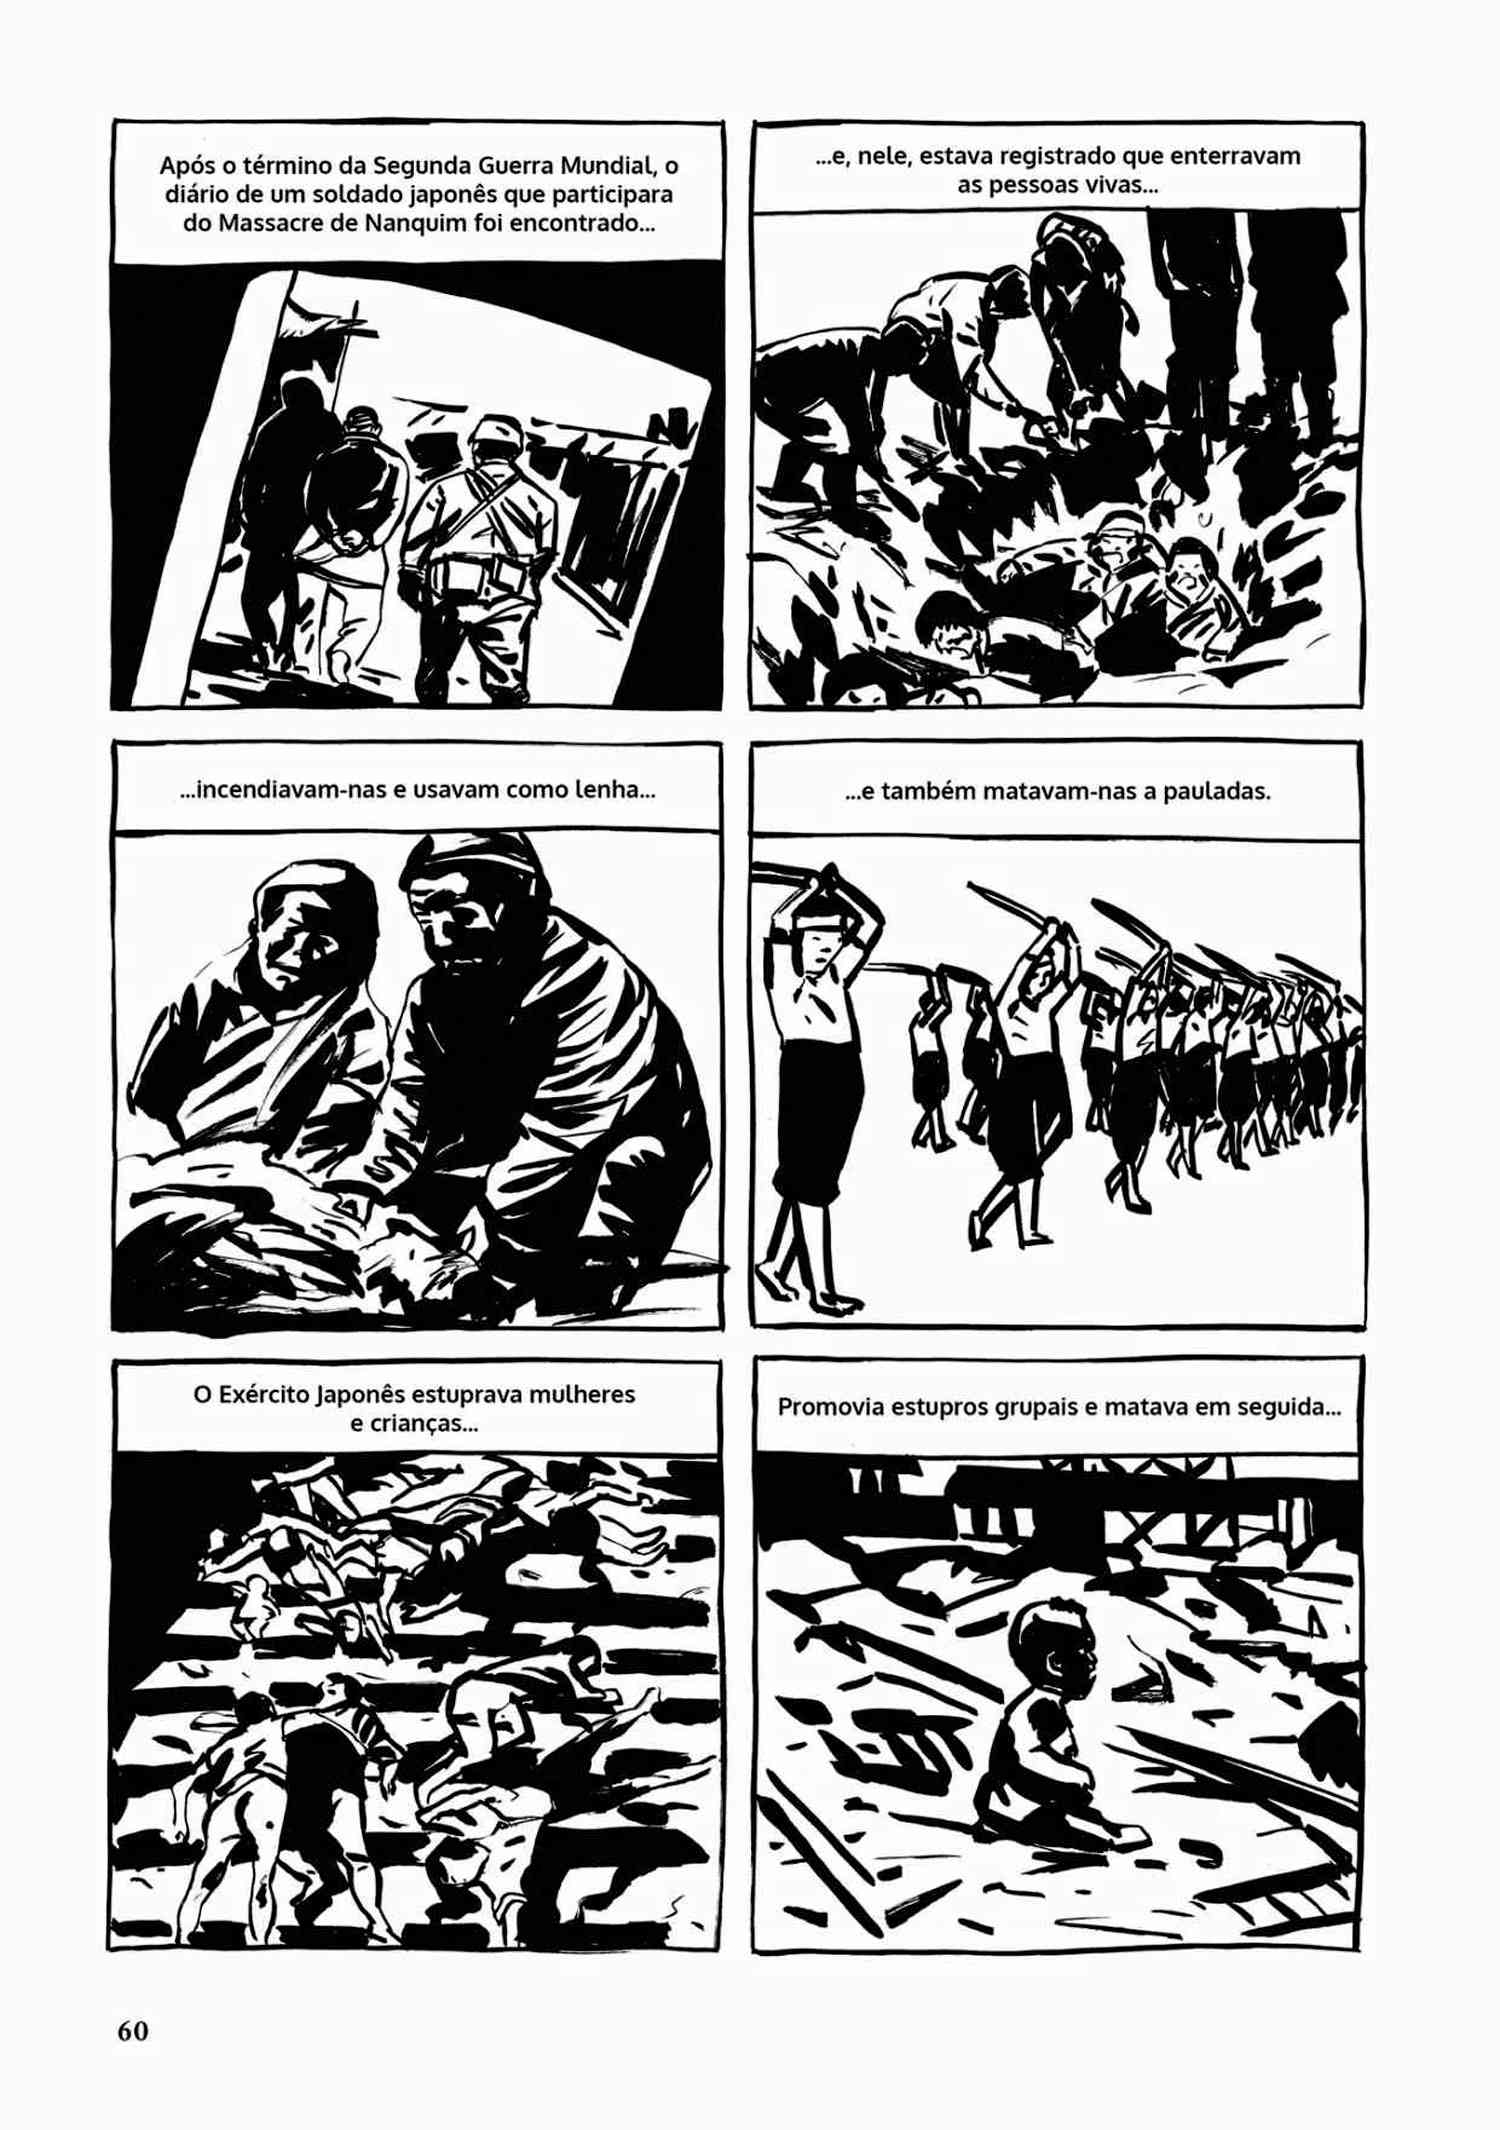 Após o término da Segunda Guerra Mundial, o
diário de um soldado japonês que participara
do Massacre de Nanquim foi encontrado...
...e, nele, estava registrado que enterravam
as pessoas vivas...
...incendiavam-nas e usavam como lenha...
...e também matavam-nas a pauladas.
O Exército Japonês estuprava mulheres
e crianças...
Promovia estupros grupais e matava em seguida...
60